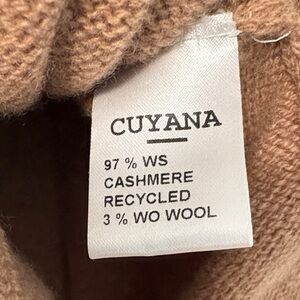 CUYANA
97 % WS
CASHMERE
RECYCLED
3 % WO WOOL